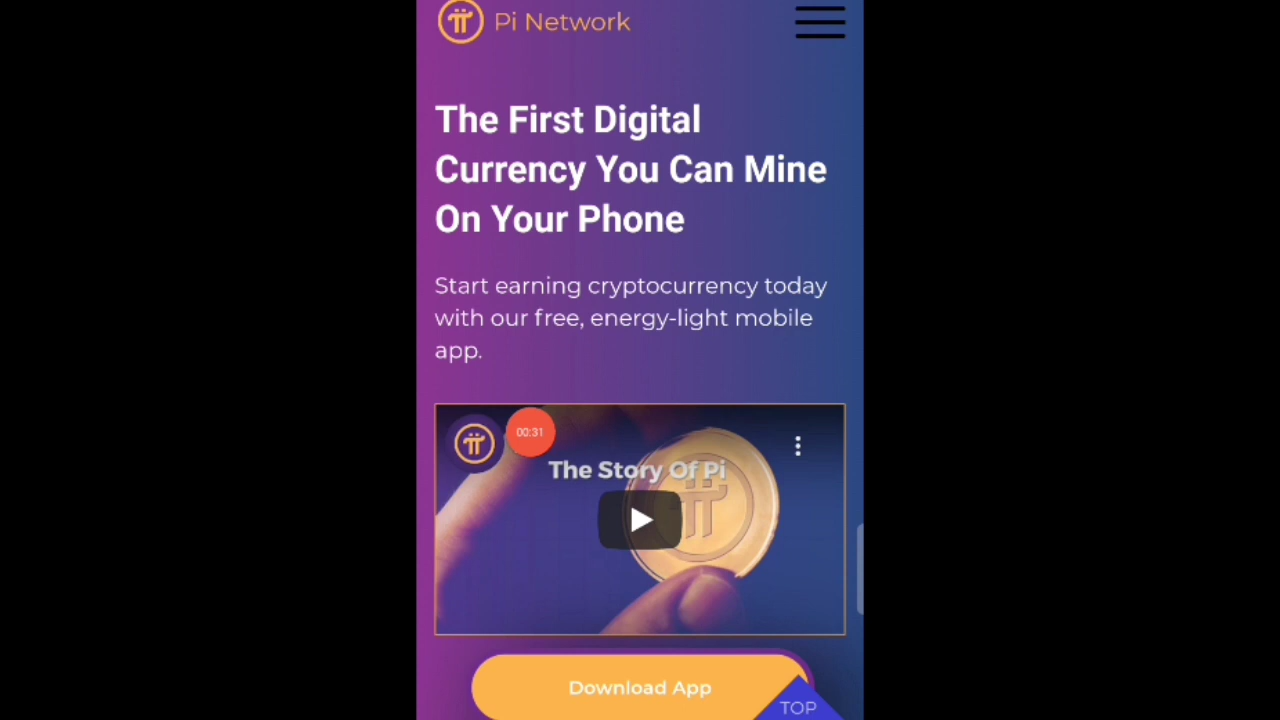 Pi Network
The First Digital
Currency You Can Mine
On Your Phone
Start earning cryptocurrency today
with our free, energy-light mobile
app.
00:31
The Story Of Pi
Download App
TOP